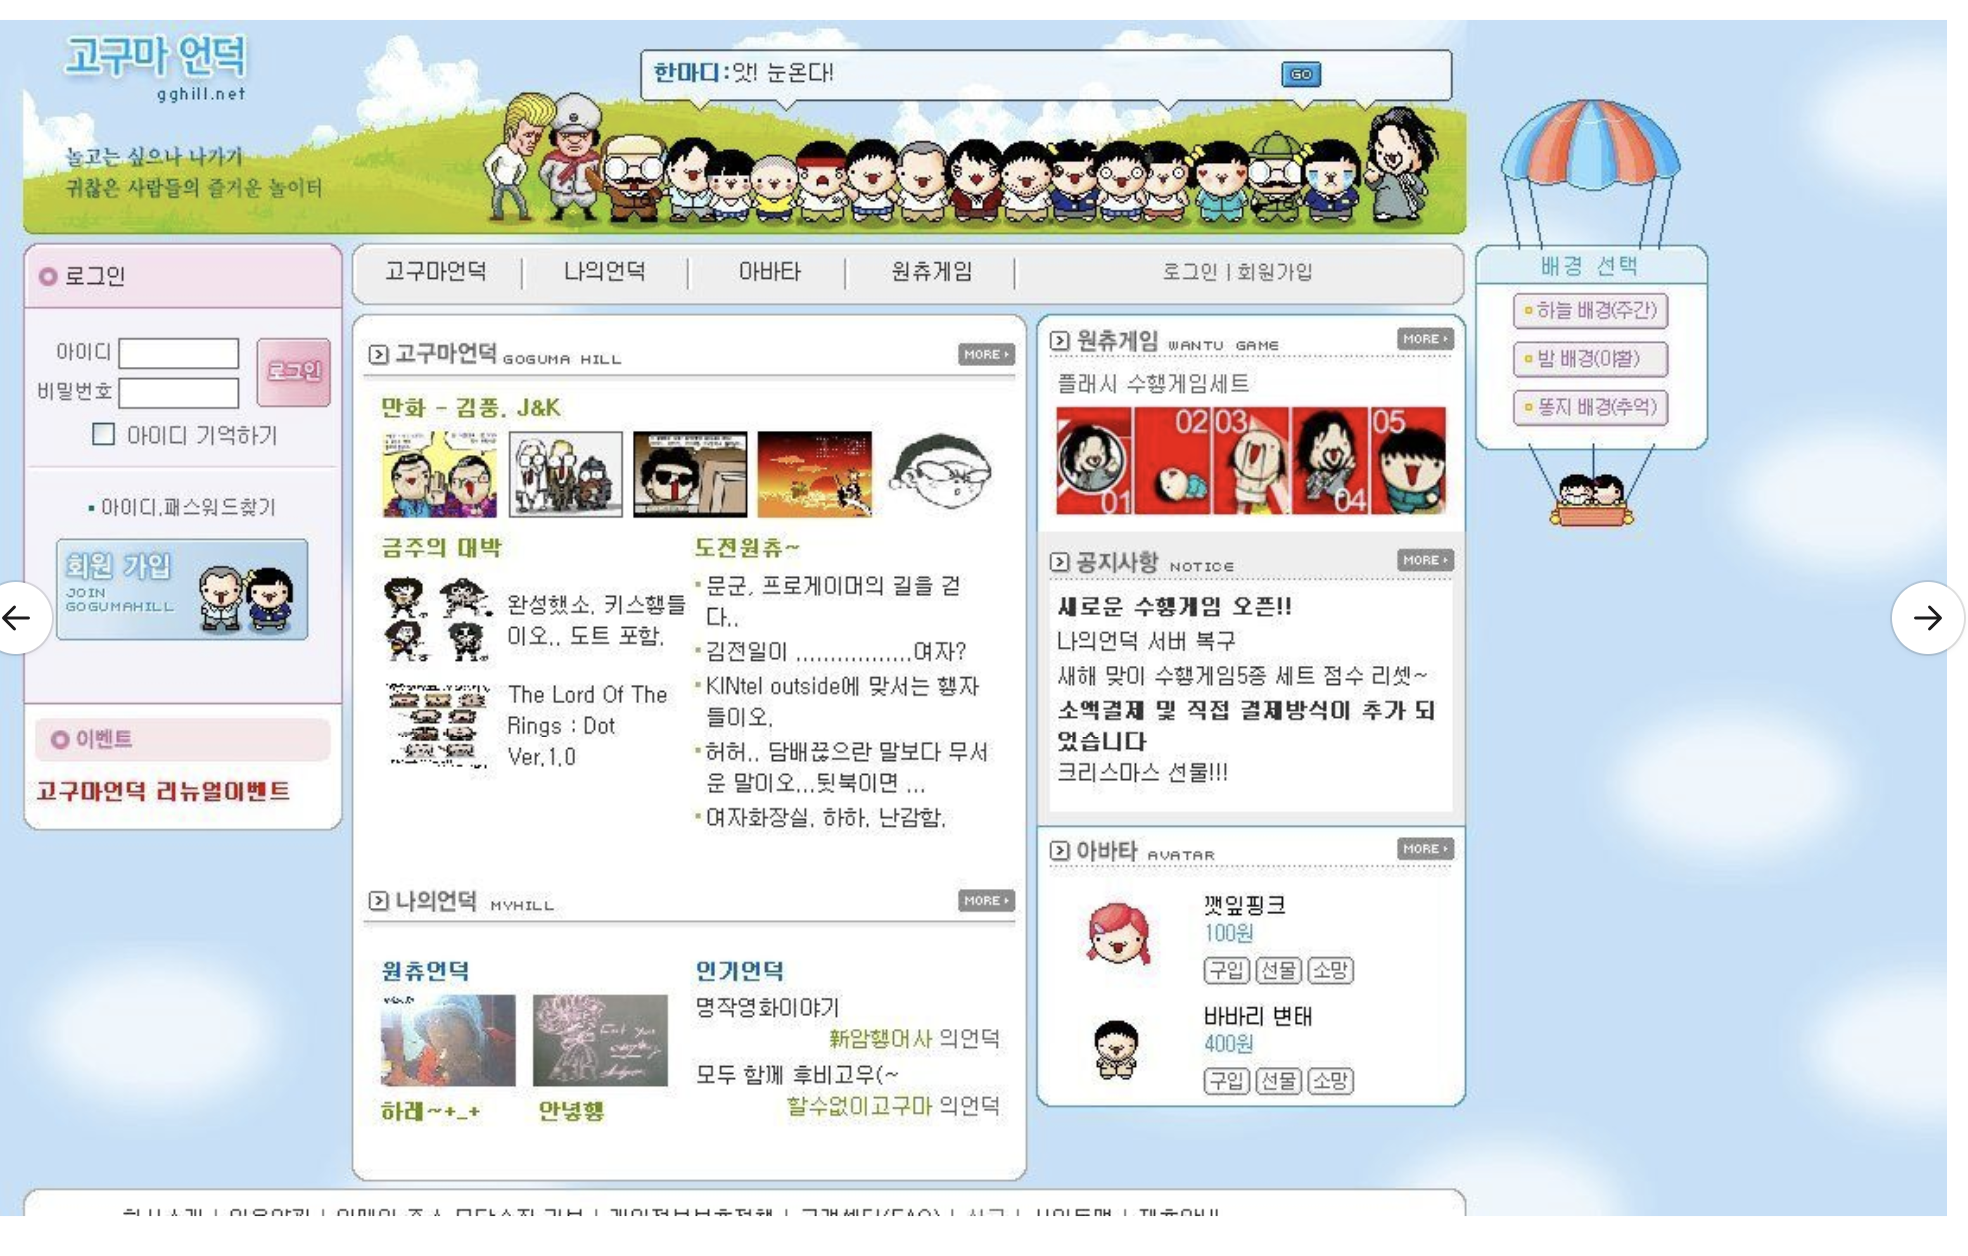 고구마 언덕
gghill.net
놀고는 싶으나 나가기
귀찮은 사람들의 즐거운 놀이터
한마디:앗! 눈온다!
GO
로그인
아이디
비밀번호
로그인
아이디 기억하기
아이디,패스워드찾기
회원 가입
JOIN
GOGUMAHILL
이벤트
고구마언덕 리뉴얼이벤트
고구마언덕 | 나의언덕 | 아바타 | 원츄게임 | 로그인 | 회원가입
고구마언덕 GOGUMA HILL
MORE
만화 - 김풍, J&K
금주의 대박
완성했소, 키스행들
이오.. 도트 포함.
The Lord Of The
Rings : Dot
Ver.1.0
도전원츄~
문군, 프로게이머의 길을 걷
다..
김전일이 .................여자?
KINtel outside에 맞서는 행자
들이오.
허허.. 담배끊으란 말보다 무서
운 말이오...뒷북이면 ...
여자화장실, 하하, 난감함.
나의언덕 MYHILL
MORE
원츄언덕
하레~+_+
안녕행
인기언덕
명작영화이야기
新암행어사 의언덕
모두 함께 후비고우(~
할수없이고구마 의언덕
원츄게임 WANTU GAME
MORE
플래시 수행게임세트
01
02
03
04
05
공지사항 NOTICE
MORE
새로운 수행게임 오픈!!
나의언덕 서버 복구
새해 맞이 수행게임5종 세트 점수 리셋~
소액결제 및 직접 결제방식이 추가 되
었습니다
크리스마스 선물!!!
아바타 AVATAR
MORE
깻잎핑크
100원
구입 선물 소망
바바리 변태
400원
구입 선물 소망
배경 선택
하늘 배경(주간)
밤 배경(야활)
똥지 배경(추억)